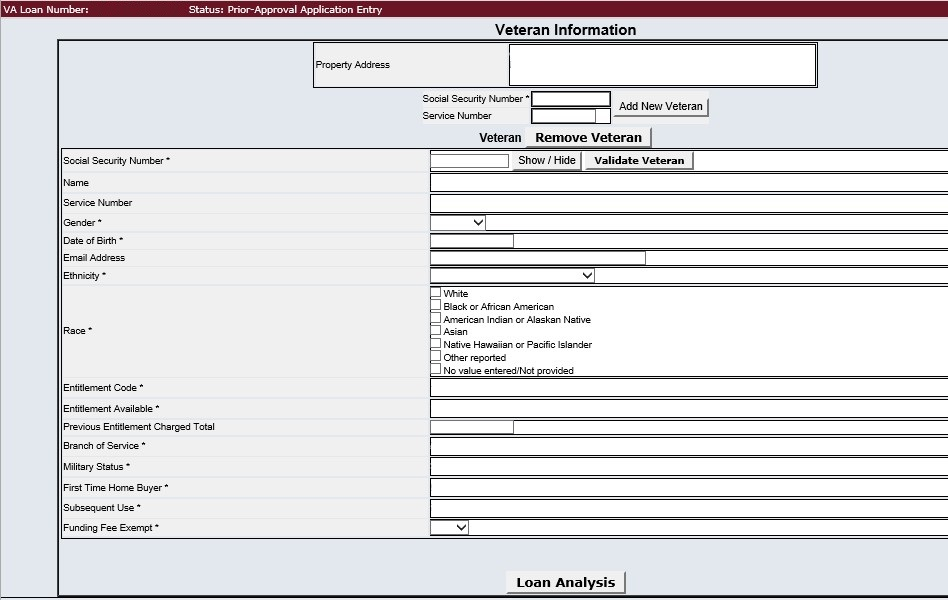 VA Loan Number: Status: Prior-Approval Application Entry
Veteran Information
Property Address
Social Security Number *
Add New Veteran
Service Number
Veteran Remove Veteran
Social Security Number * Show / Hide Validate Veteran
Name
Service Number
Gender *
Date of Birth *
Email Address
Ethnicity *
Race *
White
Black or African American
American Indian or Alaskan Native
Asian
Native Hawaiian or Pacific Islander
Other reported
No value entered/Not provided
Entitlement Code *
Entitlement Available *
Previous Entitlement Charged Total
Branch of Service *
Military Status *
First Time Home Buyer *
Subsequent Use *
Funding Fee Exempt *
Loan Analysis